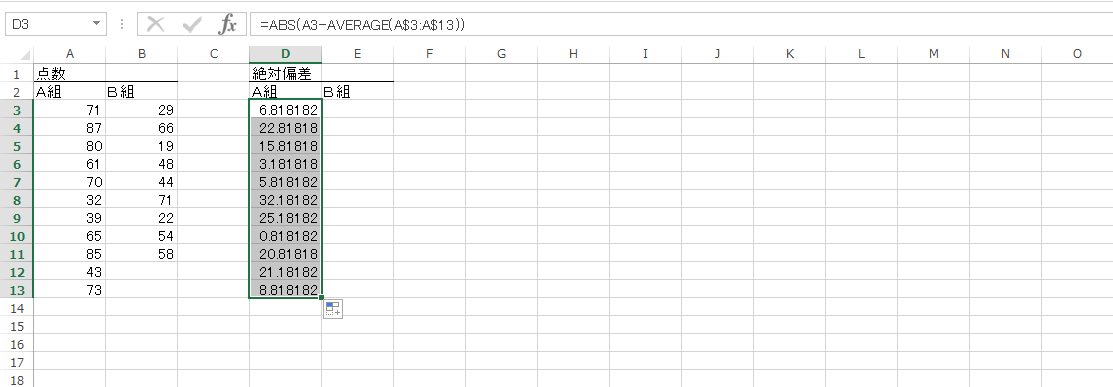 D3 fx =ABS(A3-AVERAGE(A$3:A$13))
A B C D E F G H I J K L M N O
1 点数 絶対偏差
2 A組 B組 A組 B組
3 71 29 6.818182
4 87 66 22.81818
5 80 19 15.81818
6 61 48 3.181818
7 70 44 5.818182
8 32 71 32.18182
9 39 22 25.18182
10 65 54 0.818182
11 85 58 20.81818
12 43 21.18182
13 73 8.818182
14
15
16
17
18